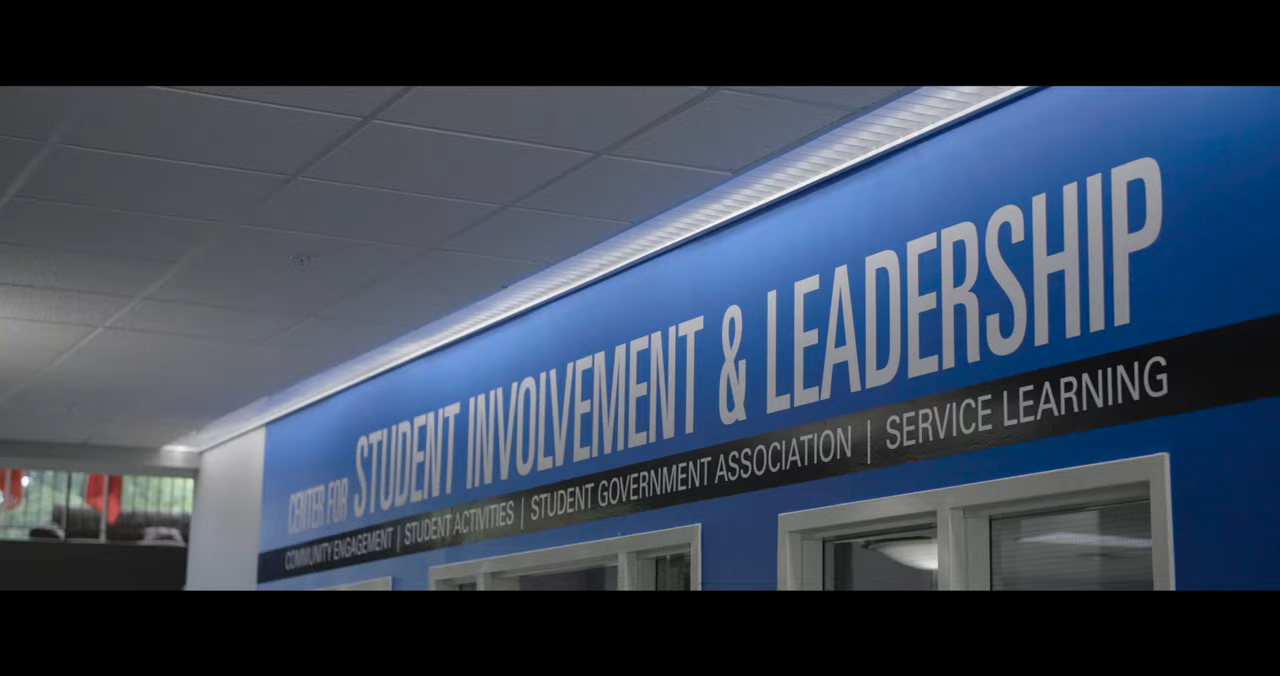 CENTER FOR STUDENT INVOLVEMENT & LEADERSHIP
COMMUNITY ENGAGEMENT | STUDENT ACTIVITIES | STUDENT GOVERNMENT ASSOCIATION | SERVICE LEARNING